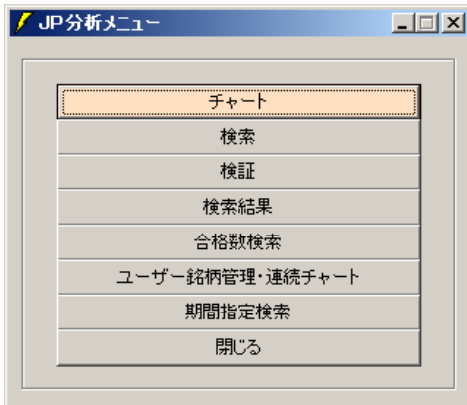 JP分析メニュー
チャート
検索
検証
検索結果
合格数検索
ユーザー銘柄管理・連続チャート
期間指定検索
閉じる